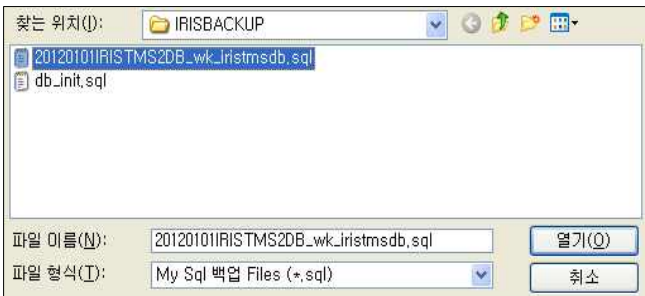 찾는 위치(I): IRISBACKUP
20120101IRISTMS2DB_wk_iristmsdb.sql
db_init.sql
파일 이름(N): 20120101IRISTMS2DB_wk_iristmsdb.sql 열기(O)
파일 형식(T): My Sql 백업 Files (*.sql) 취소